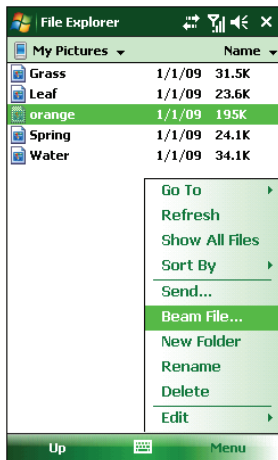 File Explorer
My Pictures Name
Grass 1/1/09 31.5K
Leaf 1/1/09 23.6K
orange 1/1/09 195K
Spring 1/1/09 24.1K
Water 1/1/09 34.1K
Go To
Refresh
Show All Files
Sort By
Send...
Beam File...
New Folder
Rename
Delete
Edit
Up Menu